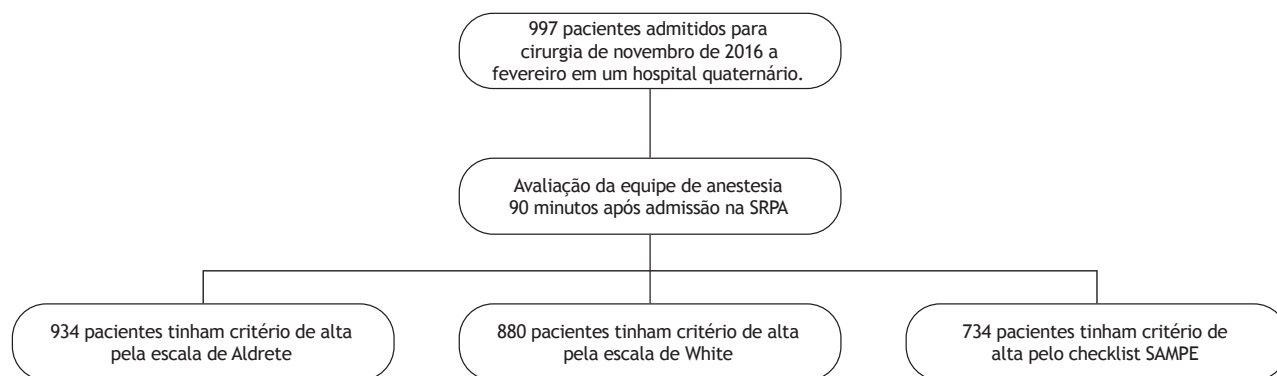 997 pacientes admitidos para
cirurgia de novembro de 2016 a
fevereiro em um hospital quaternário.
Avaliação da equipe de anestesia
90 minutos após admissão na SRPA
934 pacientes tinham critério de alta
pela escala de Aldrete
880 pacientes tinham critério de alta
pela escala de White
734 pacientes tinham critério de
alta pelo checklist SAMPE